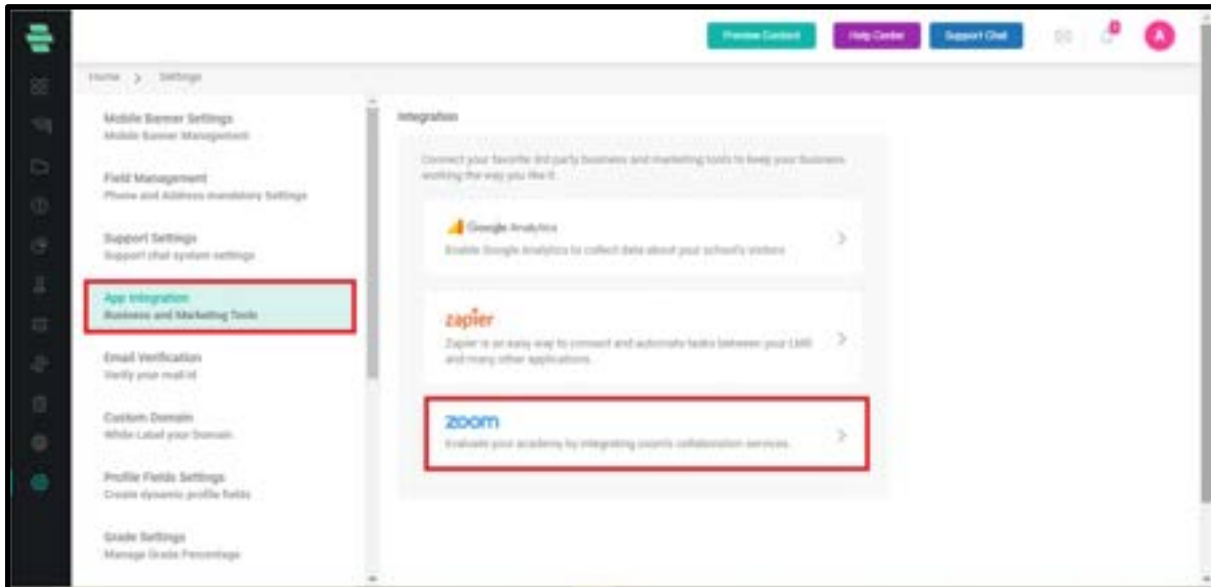 Preview Content
Help Center
Support Chat
A
Home > Settings
Mobile Banner Settings
Mobile Banner Management
Field Management
Phone and Address mandatory Settings
Support Settings
Support chat system settings
App Integration
Business and Marketing Tools
Email Verification
Verify your mail id
Custom Domain
White Label your Domain
Profile Fields Settings
Create dynamic profile fields
Grade Settings
Manage Grade Percentage
Integration
Connect your favorite 3rd party business and marketing tools to keep your business
working the way you like it.
Google Analytics
Enable Google Analytics to collect data about your school's visitors
zapier
Zapier is an easy way to connect and automate tasks between your LMS
and many other applications.
zoom
Evaluate your academy by integrating zoom's collaboration services.